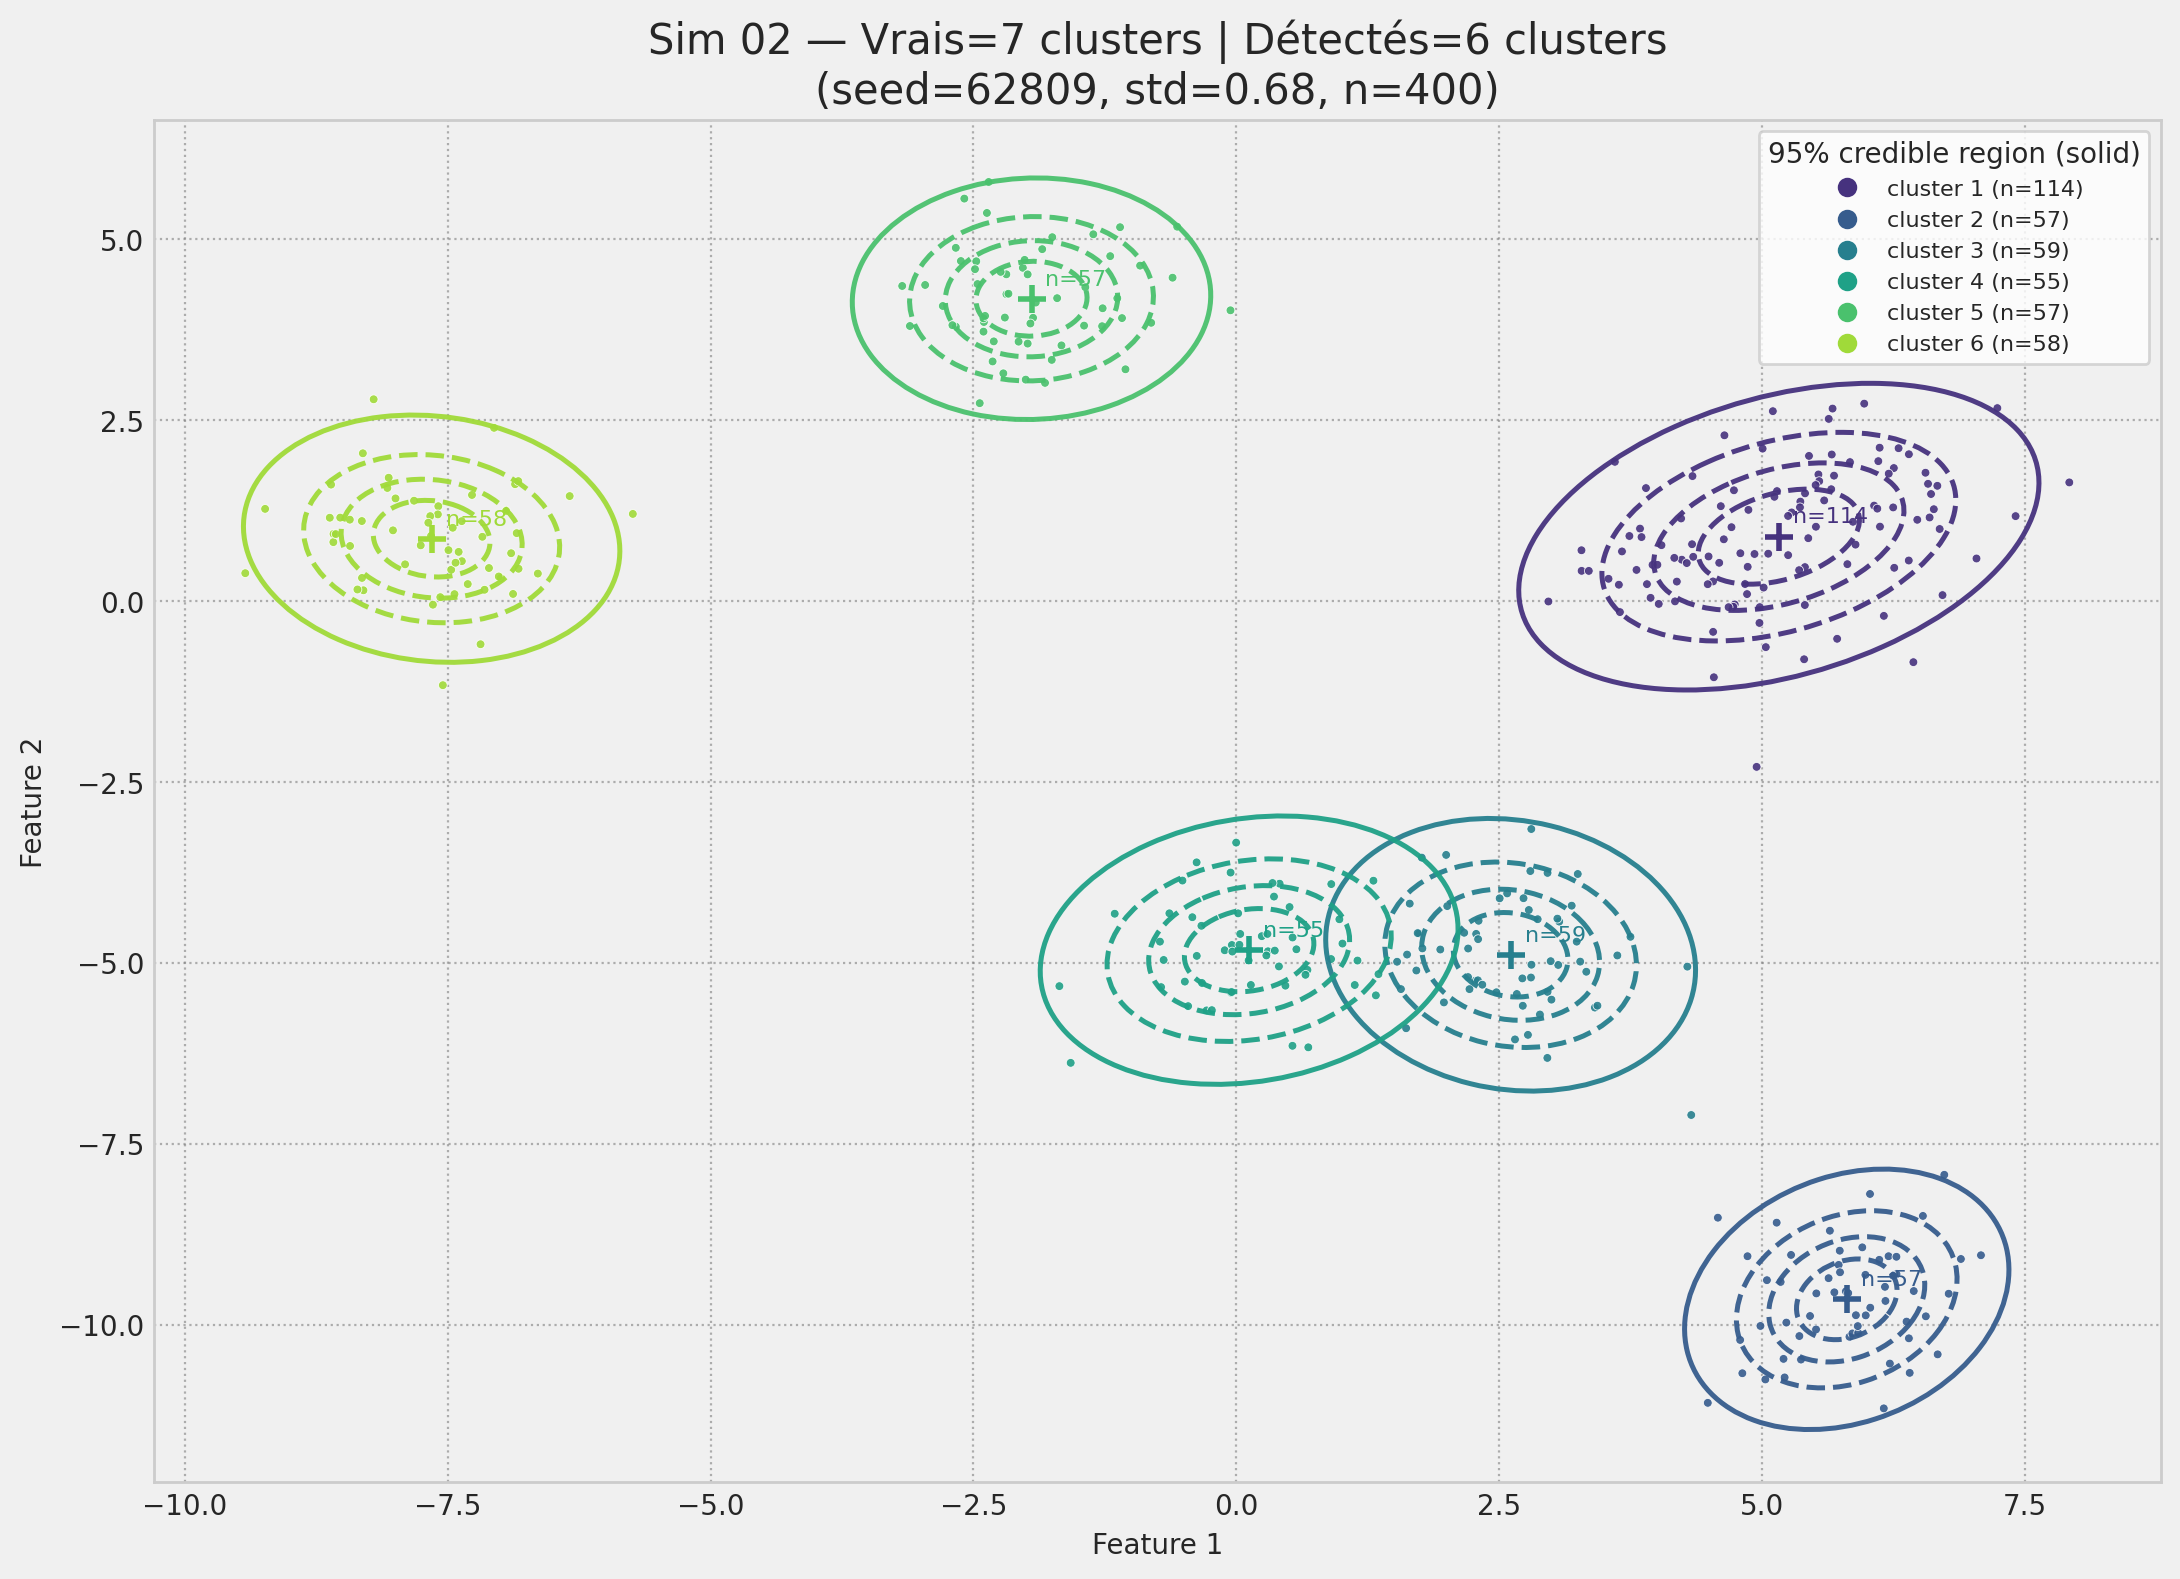 Sim 02 — Vrais=7 clusters | Détectés=6 clusters
(seed=62809, std=0.68, n=400)
95% credible region (solid)
cluster 1 (n=114)
cluster 2 (n=57)
cluster 3 (n=59)
cluster 4 (n=55)
cluster 5 (n=57)
cluster 6 (n=58)
5.0
2.5
0.0
−2.5
−5.0
−7.5
−10.0
Feature 2
n=57
n=58
n=114
n=55
n=59
n=57
−10.0
−7.5
−5.0
−2.5
0.0
2.5
5.0
7.5
Feature 1